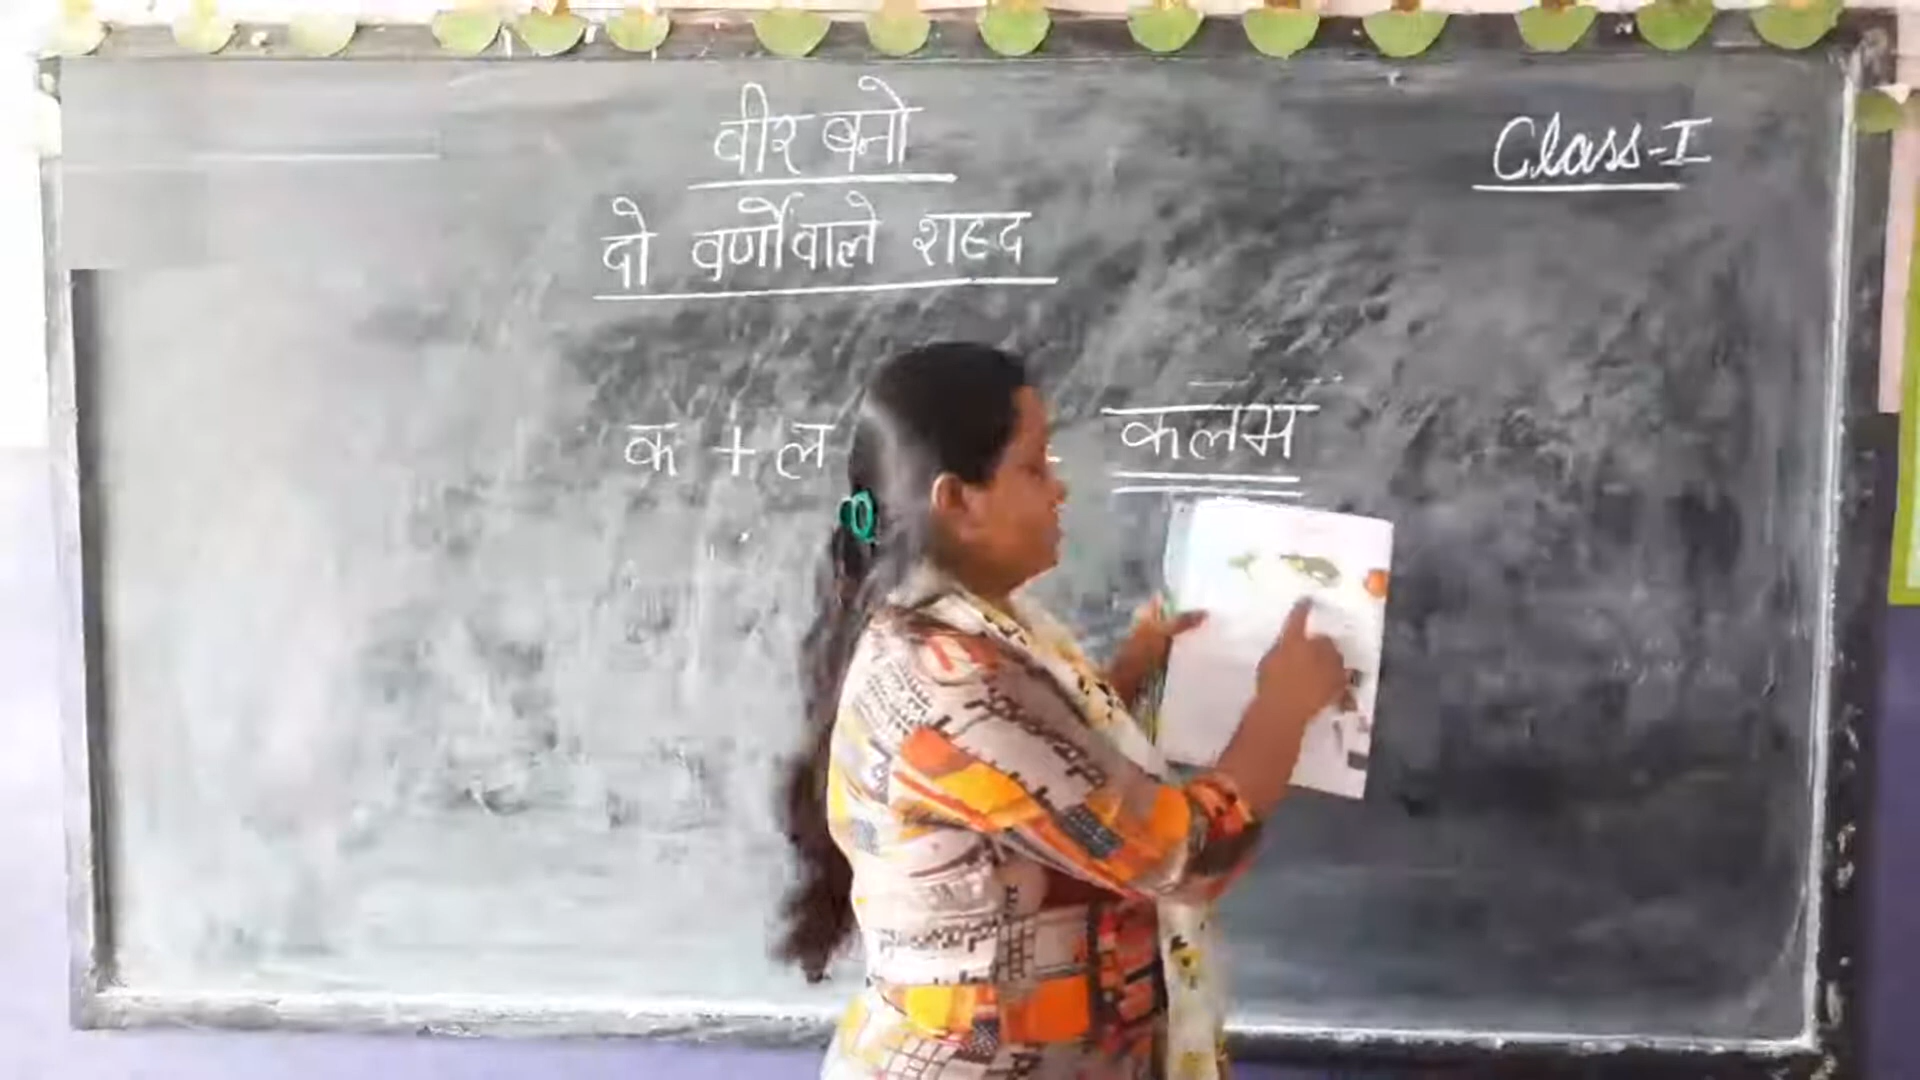 वीर बनो
Class-I
दो वर्णोंवाले शब्द
क + ल
कलम